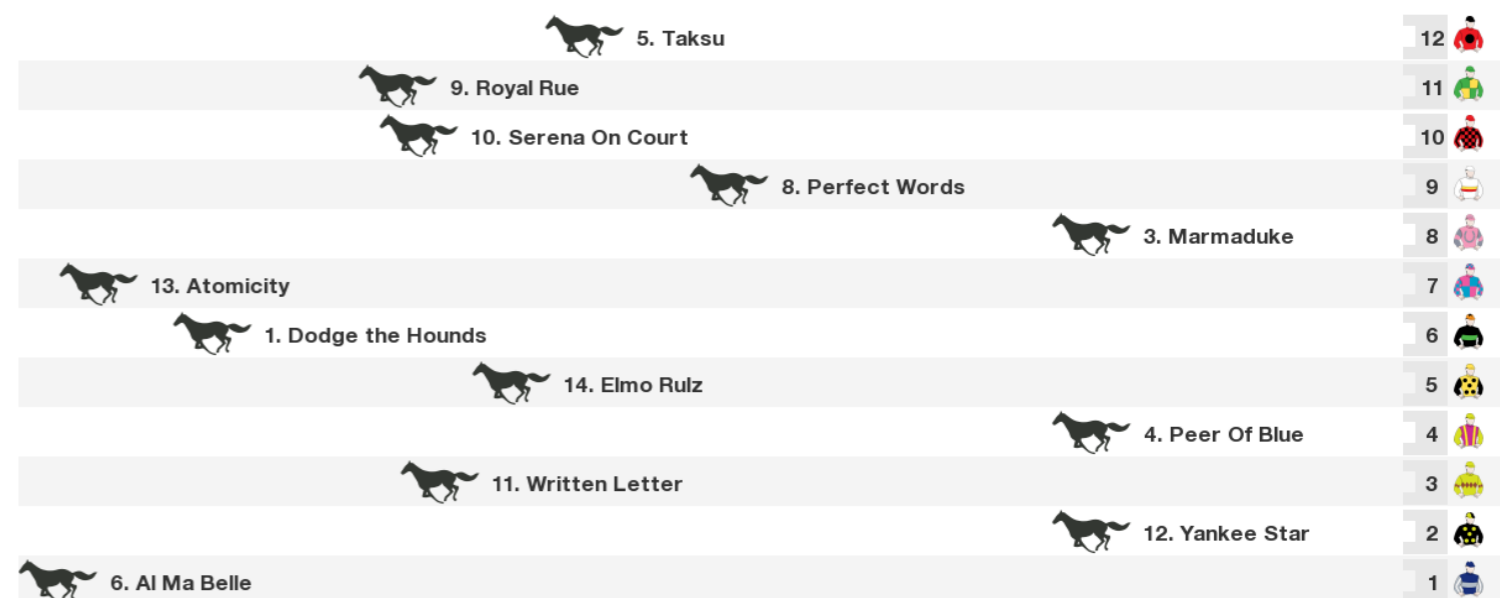 5. Taksu 12
9. Royal Rue 11
10. Serena On Court 10
8. Perfect Words 9
3. Marmaduke 8
13. Atomicity 7
1. Dodge the Hounds 6
14. Elmo Rulz 5
4. Peer Of Blue 4
11. Written Letter 3
12. Yankee Star 2
6. Al Ma Belle 1